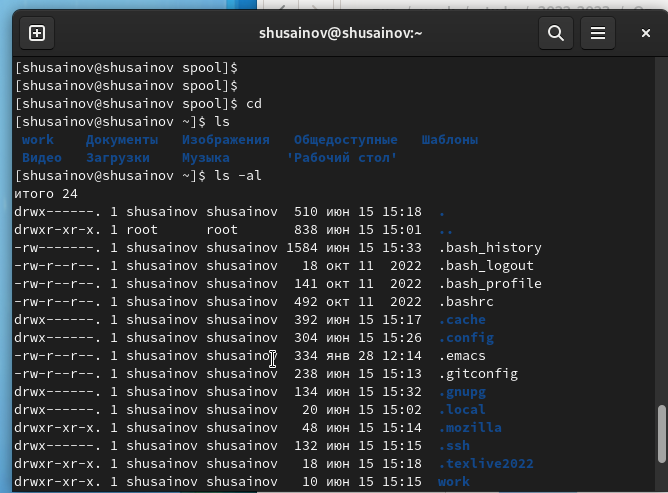 shusainov@shusainov:~
[shusainov@shusainov spool]$
[shusainov@shusainov spool]$
[shusainov@shusainov spool]$ cd
[shusainov@shusainov ~]$ ls
work Документы Изображения Общедоступные Шаблоны
Видео Загрузки Музыка 'Рабочий стол'
[shusainov@shusainov ~]$ ls -al
итого 24
drwx------. 1 shusainov shusainov 510 июн 15 15:18 .
drwxr-xr-x. 1 root root 838 июн 15 15:01 ..
-rw-------. 1 shusainov shusainov 1584 июн 15 15:33 .bash_history
-rw-r--r--. 1 shusainov shusainov 18 окт 11 2022 .bash_logout
-rw-r--r--. 1 shusainov shusainov 141 окт 11 2022 .bash_profile
-rw-r--r--. 1 shusainov shusainov 492 окт 11 2022 .bashrc
drwx------. 1 shusainov shusainov 392 июн 15 15:17 .cache
drwx------. 1 shusainov shusainov 304 июн 15 15:26 .config
-rw-r--r--. 1 shusainov shusainov 334 янв 28 12:14 .emacs
-rw-r--r--. 1 shusainov shusainov 238 июн 15 15:13 .gitconfig
drwx------. 1 shusainov shusainov 134 июн 15 15:32 .gnupg
drwx------. 1 shusainov shusainov 20 июн 15 15:02 .local
drwxr-xr-x. 1 shusainov shusainov 48 июн 15 15:14 .mozilla
drwx------. 1 shusainov shusainov 132 июн 15 15:15 .ssh
drwxr-xr-x. 1 shusainov shusainov 18 июн 15 15:18 .texlive2022
drwxr-xr-x. 1 shusainov shusainov 10 июн 15 15:15 work